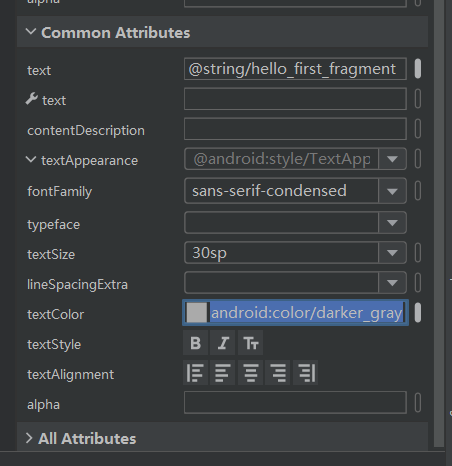 alpha
Common Attributes
text @string/hello_first_fragment
text
contentDescription
textAppearance @android:style/TextApp
fontFamily sans-serif-condensed
typeface
textSize 30sp
lineSpacingExtra
textColor android:color/darker_gray
textStyle B I Tт
textAlignment
alpha
All Attributes